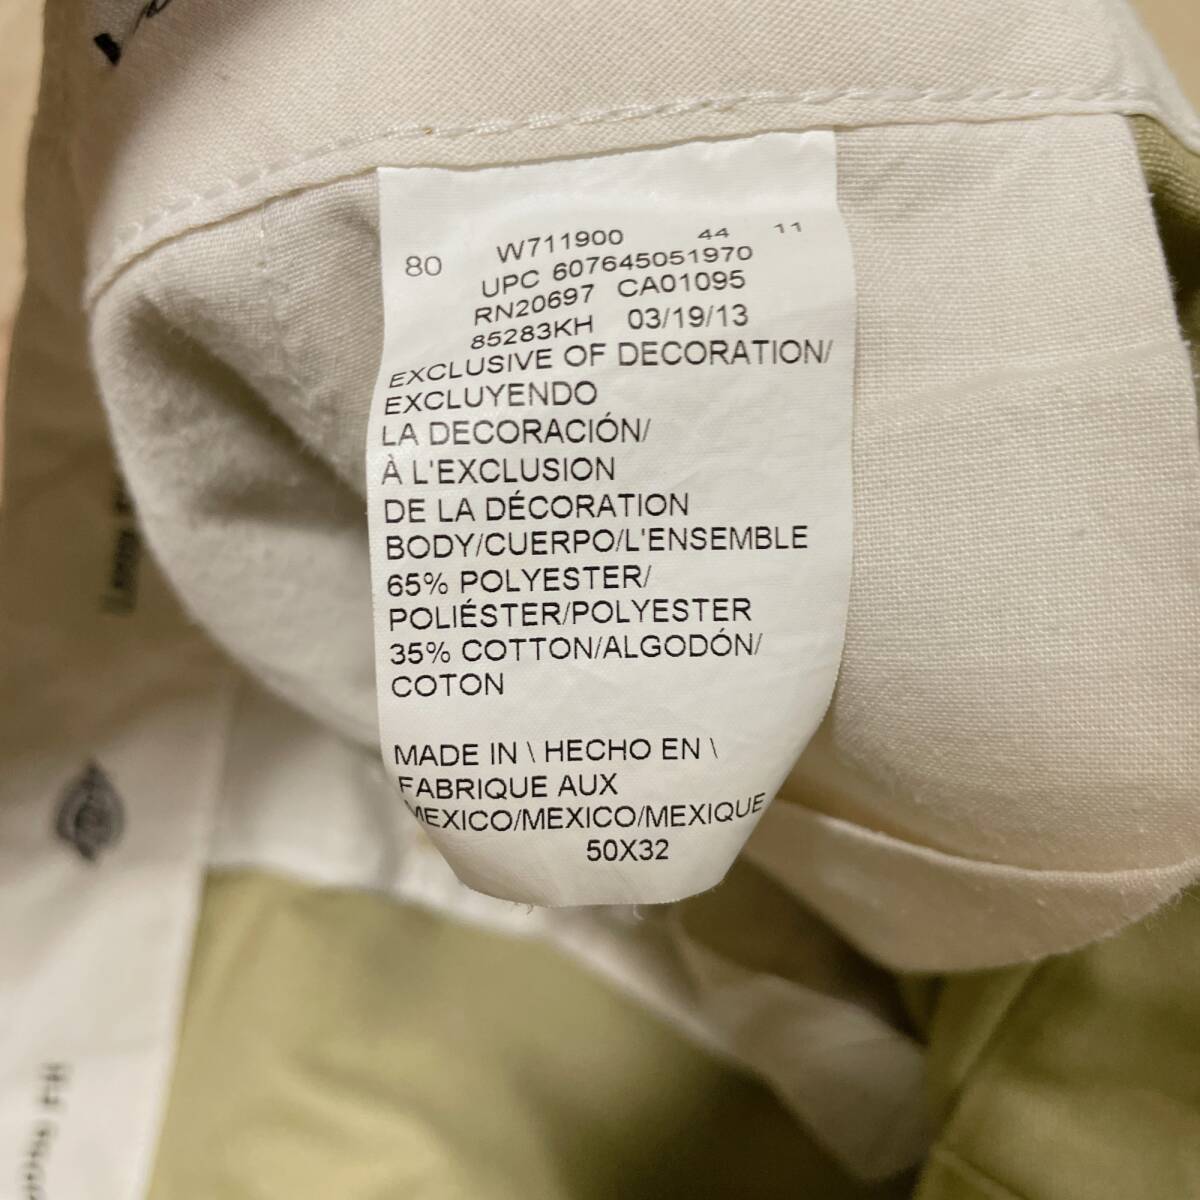 80 W711900 44 11
UPC 607645051970
RN20697 CA01095
85283KH 03/19/13
EXCLUSIVE OF DECORATION/
EXCLUYENDO
LA DECORACIÓN/
À L'EXCLUSION
DE LA DÉCORATION
BODY/CUERPO/L'ENSEMBLE
65% POLYESTER/
POLIÉSTER/POLYESTER
35% COTTON/ALGODÓN/
COTON
MADE IN \ HECHO EN \
FABRIQUE AUX
MEXICO/MEXICO/MEXIQUE
50X32